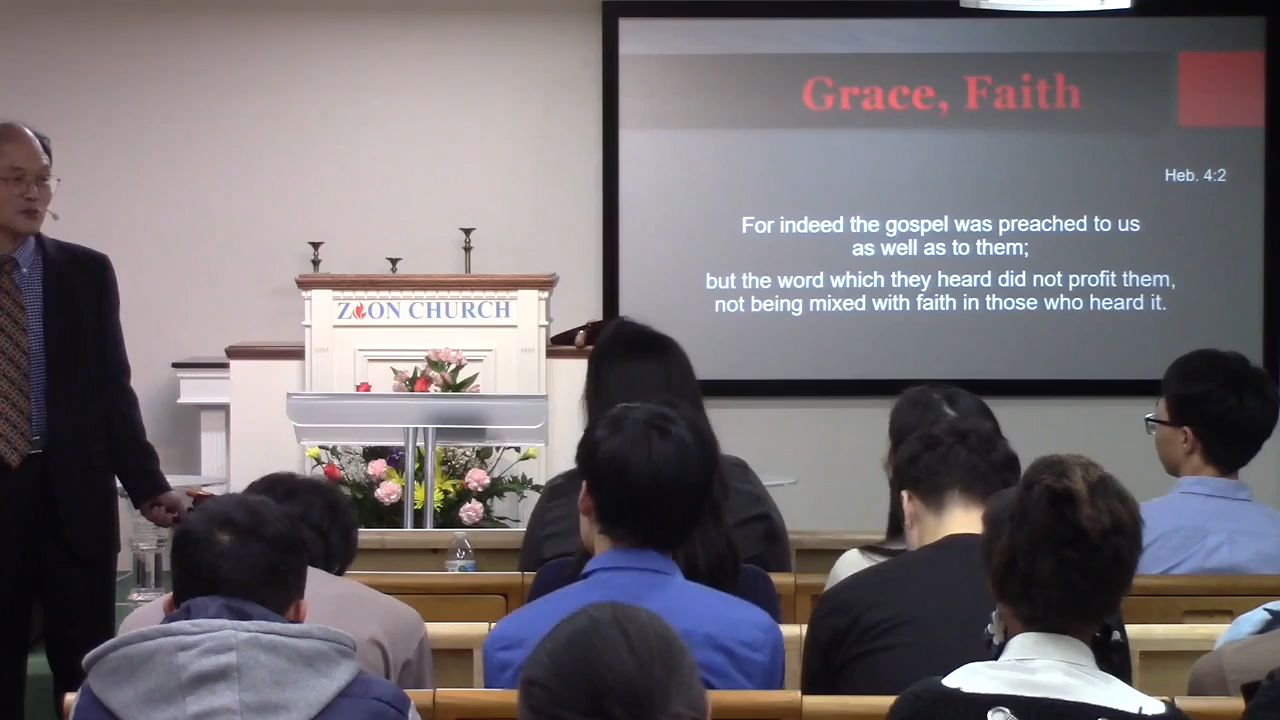 Grace, Faith
Heb. 4:2
For indeed the gospel was preached to us
as well as to them;
but the word which they heard did not profit them,
not being mixed with faith in those who heard it.
ZION CHURCH